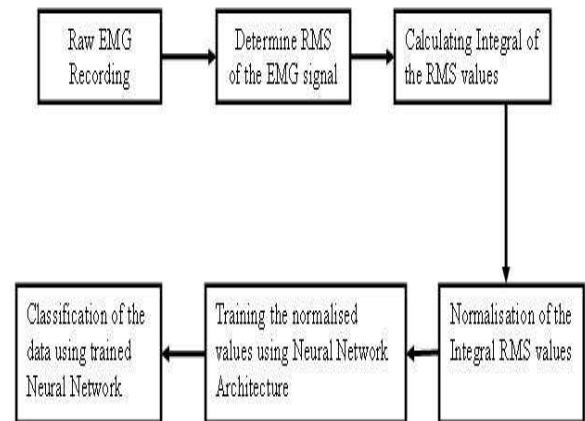 Raw EMG
Recording
Determine RMS
of the EMG signal
Calculating Integral of
the RMS values
Normalisation of the
Integral RMS values
Training the normalised
values using Neural Network
Architecture
Classification of the
data using trained
Neural Network